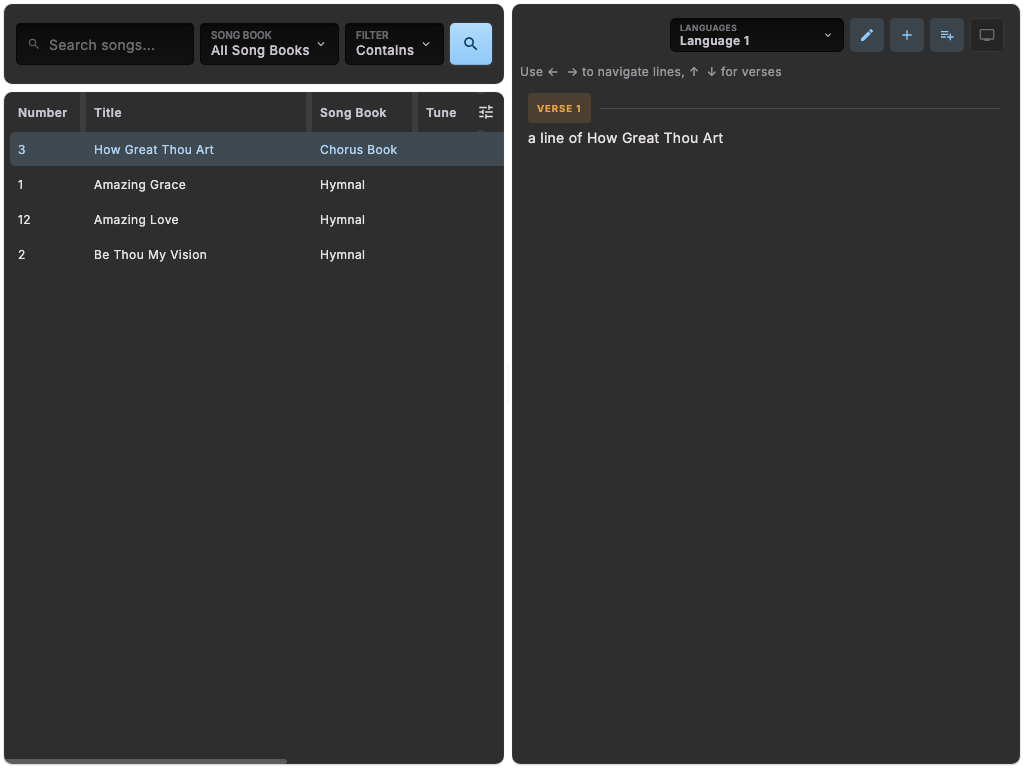 Search songs...
SONG BOOK
All Song Books
FILTER
Contains
Number Title Song Book Tune
3 How Great Thou Art Chorus Book
1 Amazing Grace Hymnal
12 Amazing Love Hymnal
2 Be Thou My Vision Hymnal
LANGUAGES
Language 1
Use ← → to navigate lines, ↑ ↓ for verses
VERSE 1
a line of How Great Thou Art